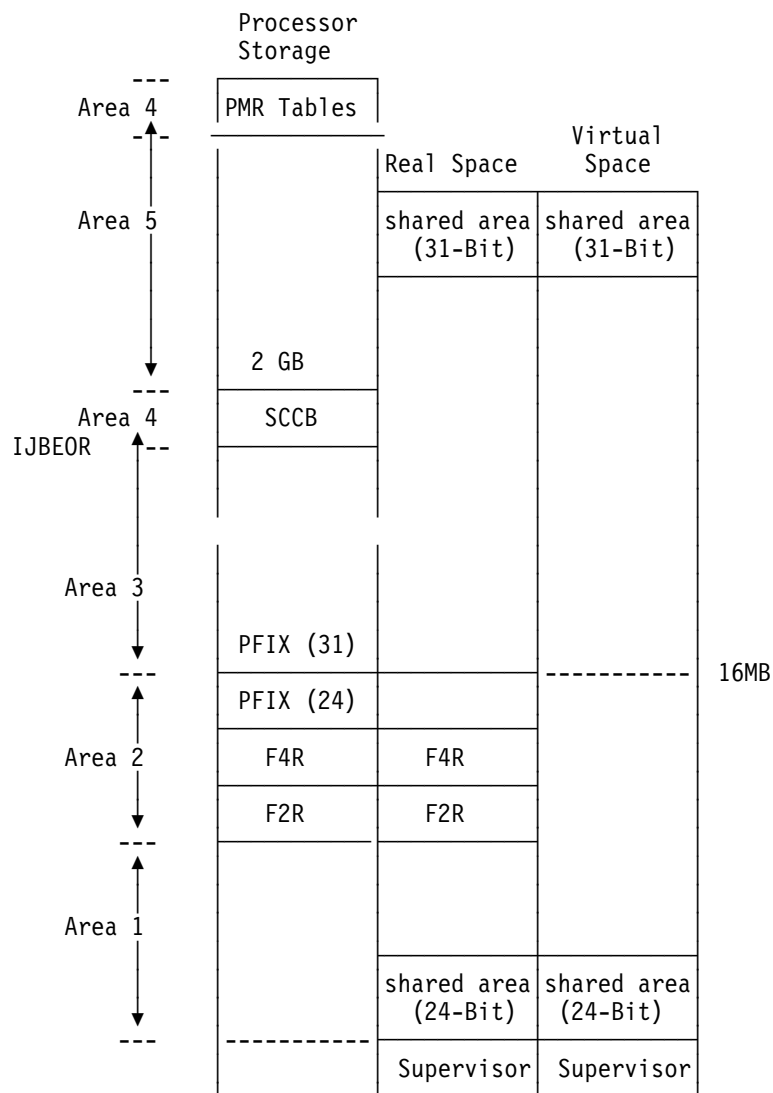 Processor
Storage
Area 4 PMR Tables
Virtual
Real Space Space
Area 5 shared area shared area
(31-Bit) (31-Bit)
2 GB
Area 4 SCCB
IJBEOR
Area 3
PFIX (31)
16MB
PFIX (24)
Area 2 F4R F4R
F2R F2R
Area 1
shared area shared area
(24-Bit) (24-Bit)
Supervisor Supervisor